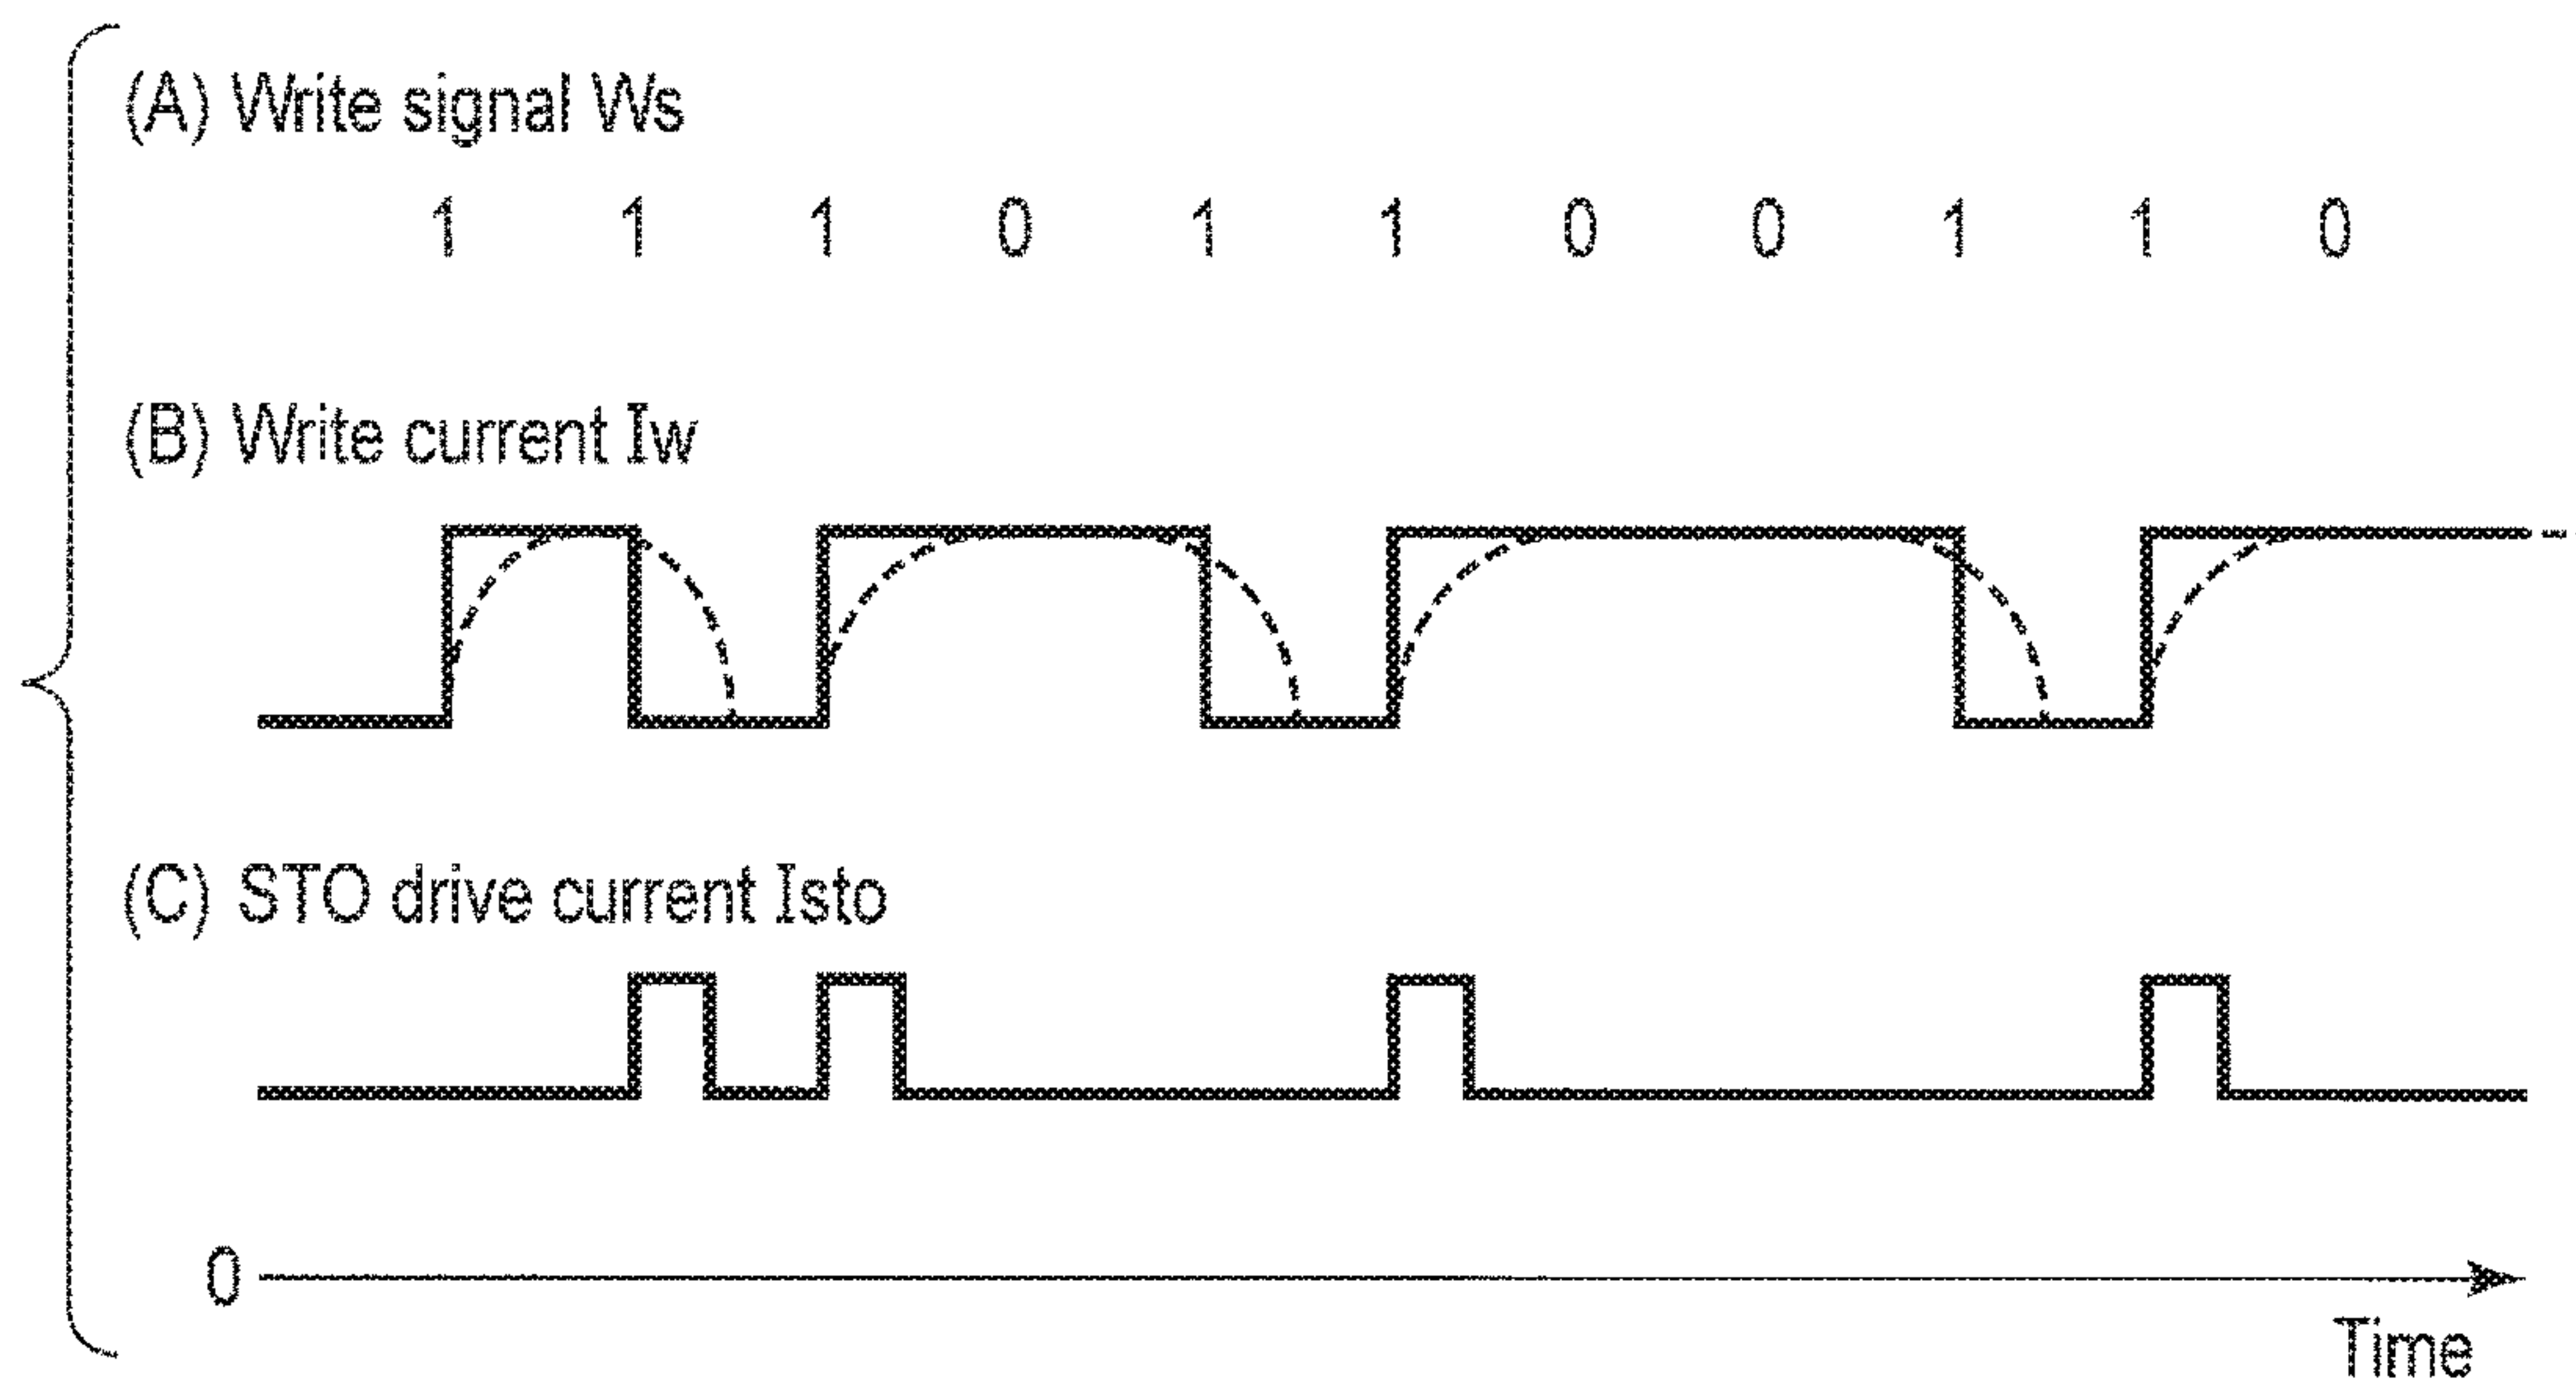 (A) Write signal Ws
1 1 1 0 1 1 0 0 1 1 0
(B) Write current Iw
(C) STO drive current Isto
0
Time